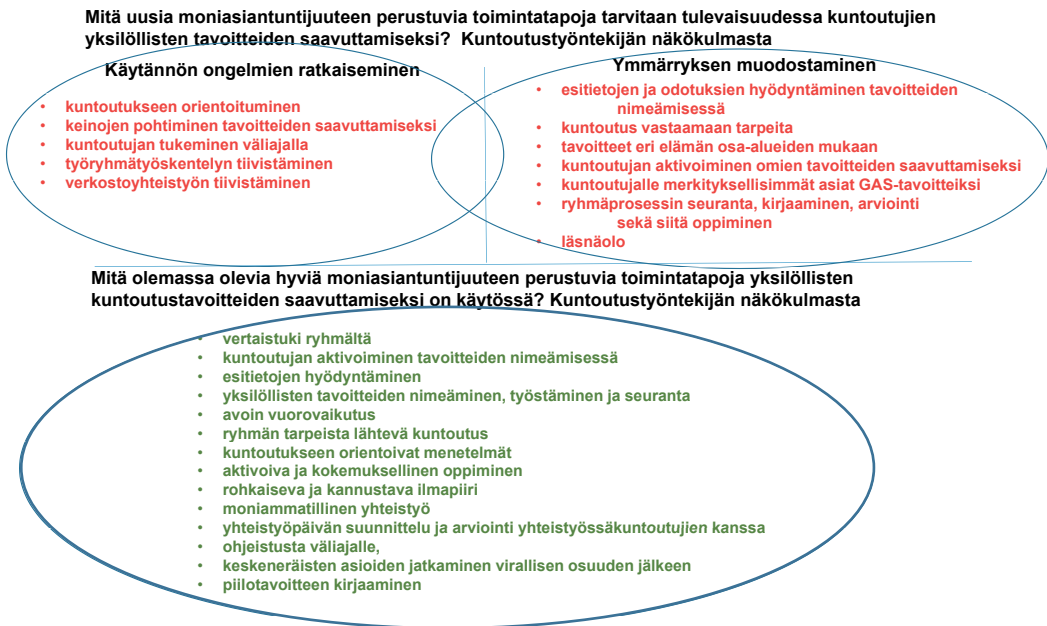 Mitä uusia moniasiantuntijuuteen perustuvia toimintatapoja tarvitaan tulevaisuudessa kuntoutujien
yksilöllisten tavoitteiden saavuttamiseksi?  Kuntoutustyöntekijän näkökulmasta
Käytännön ongelmien ratkaiseminen
• kuntoutukseen orientoituminen
• keinojen pohtiminen tavoitteiden saavuttamiseksi
• kuntoutujan tukeminen väliajalla
• työryhmätyöskentelyn tiivistäminen
• verkostoyhteistyön tiivistäminen
Ymmärryksen muodostaminen
• esitietojen ja odotuksien hyödyntäminen tavoitteiden
nimeämisessä
• kuntoutus vastaamaan tarpeita
• tavoitteet eri elämän osa-alueiden mukaan
• kuntoutujan aktivoiminen omien tavoitteiden saavuttamiseksi
• kuntoutujalle merkityksellisimmät asiat GAS-tavoitteiksi
• ryhmäprosessin seuranta, kirjaaminen, arviointi
sekä siitä oppiminen
• läsnäolo
Mitä olemassa olevia hyviä moniasiantuntijuuteen perustuvia toimintatapoja yksilöllisten
kuntoutustavoitteiden saavuttamiseksi on käytössä? Kuntoutustyöntekijän näkökulmasta
• vertaistuki ryhmältä
• kuntoutujan aktivoiminen tavoitteiden nimeämisessä
• esitietojen hyödyntäminen
• yksilöllisten tavoitteiden nimeäminen, työstäminen ja seuranta
• avoin vuorovaikutus
• ryhmän tarpeista lähtevä kuntoutus
• kuntoutukseen orientoivat menetelmät
• aktivoiva ja kokemuksellinen oppiminen
• rohkaiseva ja kannustava ilmapiiri
• moniammatillinen yhteistyö
• yhteistyöpäivän suunnittelu ja arviointi yhteistyössäkuntoutujien kanssa
• ohjeistusta väliajalle,
• keskeneräisten asioiden jatkaminen virallisen osuuden jälkeen
• piilotavoitteen kirjaaminen